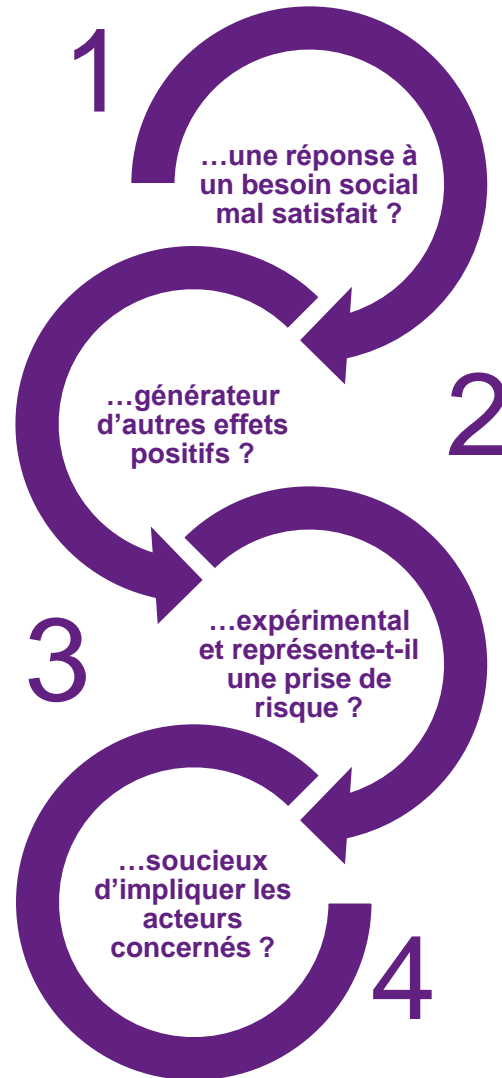 1
…une réponse à
un besoin social
mal satisfait ?
2
…générateur
d’autres effets
positifs ?
3
…expérimental
et représente-t-il
une prise de
risque ?
4
…soucieux
d’impliquer les
acteurs
concernés ?